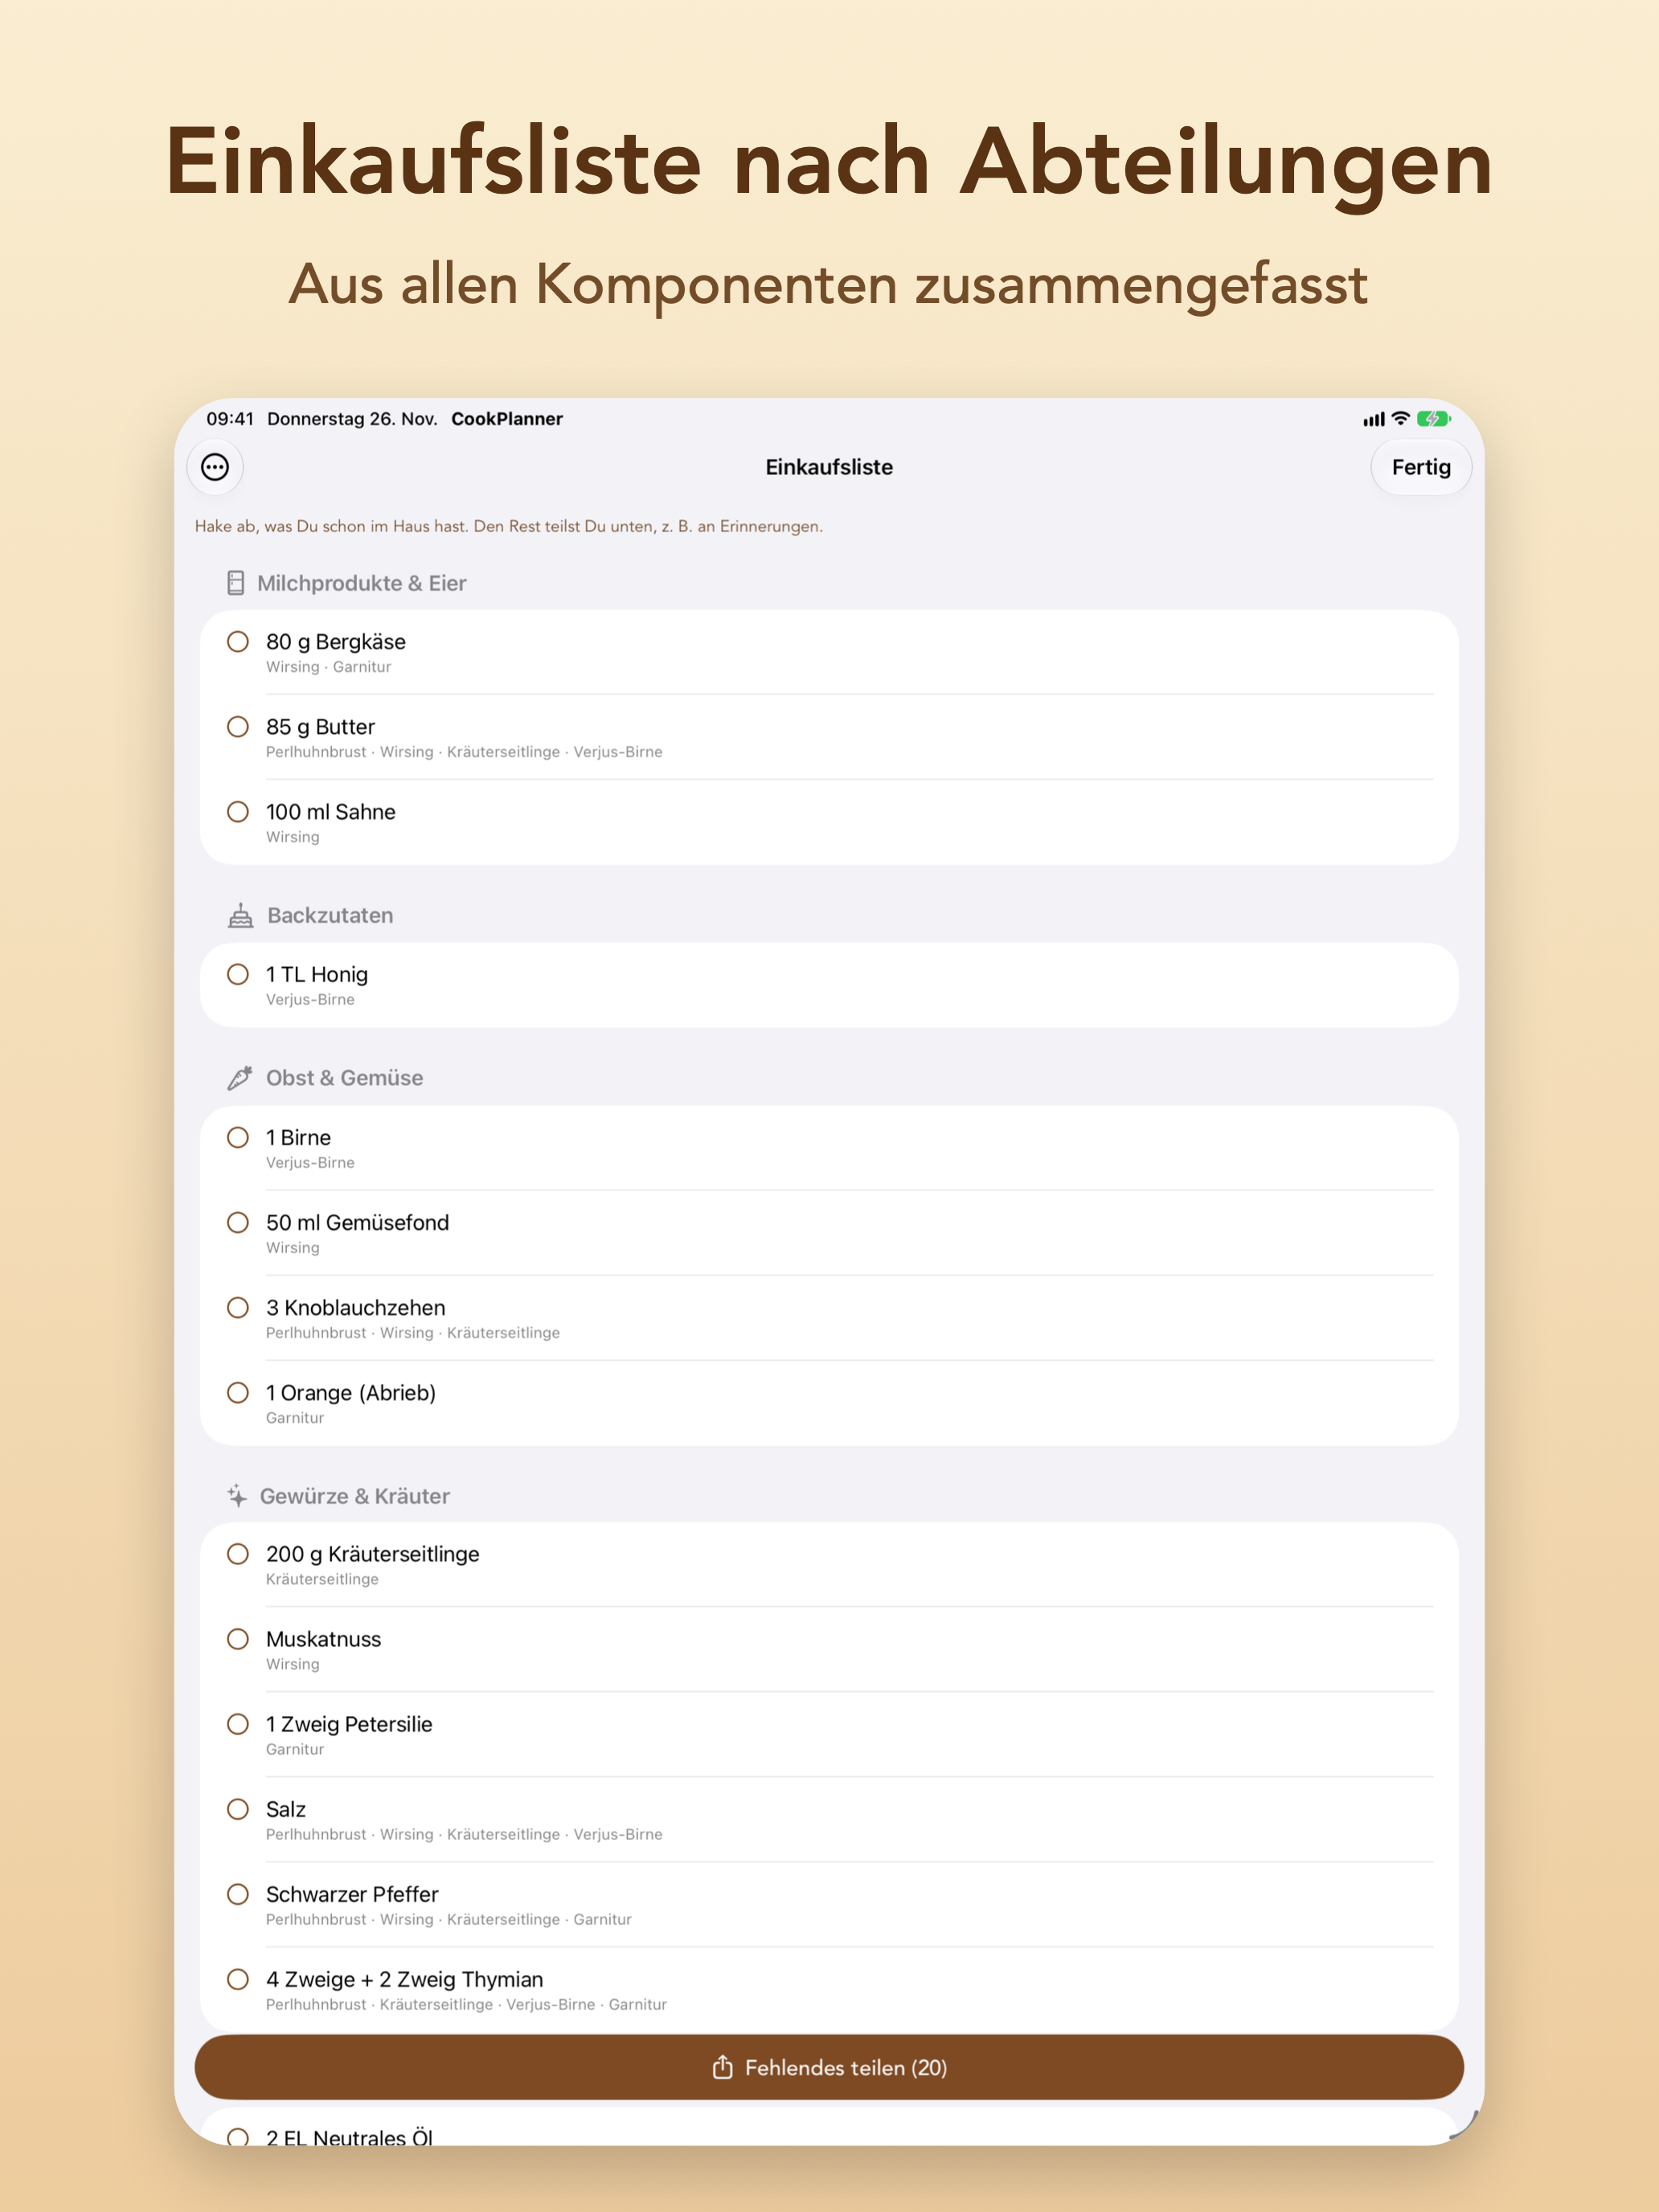 Einkaufsliste nach Abteilungen
Aus allen Komponenten zusammengefasst
09:41 Donnerstag 26. Nov. CookPlanner
Einkaufsliste
Fertig
Hake ab, was Du schon im Haus hast. Den Rest teilst Du unten, z. B. an Erinnerungen.
Milchprodukte & Eier
80 g Bergkäse
Wirsing · Garnitur
85 g Butter
Perlhuhnbrust · Wirsing · Kräuterseitlinge · Verjus-Birne
100 ml Sahne
Wirsing
Backzutaten
1 TL Honig
Verjus-Birne
Obst & Gemüse
1 Birne
Verjus-Birne
50 ml Gemüsefond
Wirsing
3 Knoblauchzehen
Perlhuhnbrust · Wirsing · Kräuterseitlinge
1 Orange (Abrieb)
Garnitur
Gewürze & Kräuter
200 g Kräuterseitlinge
Kräuterseitlinge
Muskatnuss
Wirsing
1 Zweig Petersilie
Garnitur
Salz
Perlhuhnbrust · Wirsing · Kräuterseitlinge · Verjus-Birne
Schwarzer Pfeffer
Perlhuhnbrust · Wirsing · Kräuterseitlinge · Garnitur
4 Zweige + 2 Zweig Thymian
Perlhuhnbrust · Kräuterseitlinge · Verjus-Birne · Garnitur
Fehlendes teilen (20)
2 EL Neutrales Öl